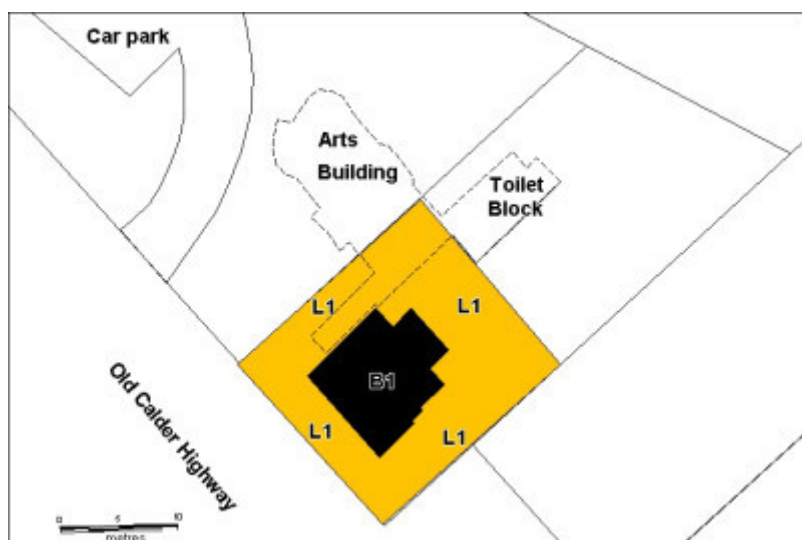 Car park
Arts
Building
Toilet
Block
L1
L1
B1
L1
L1
Old Calder Highway
0 5 10
metres